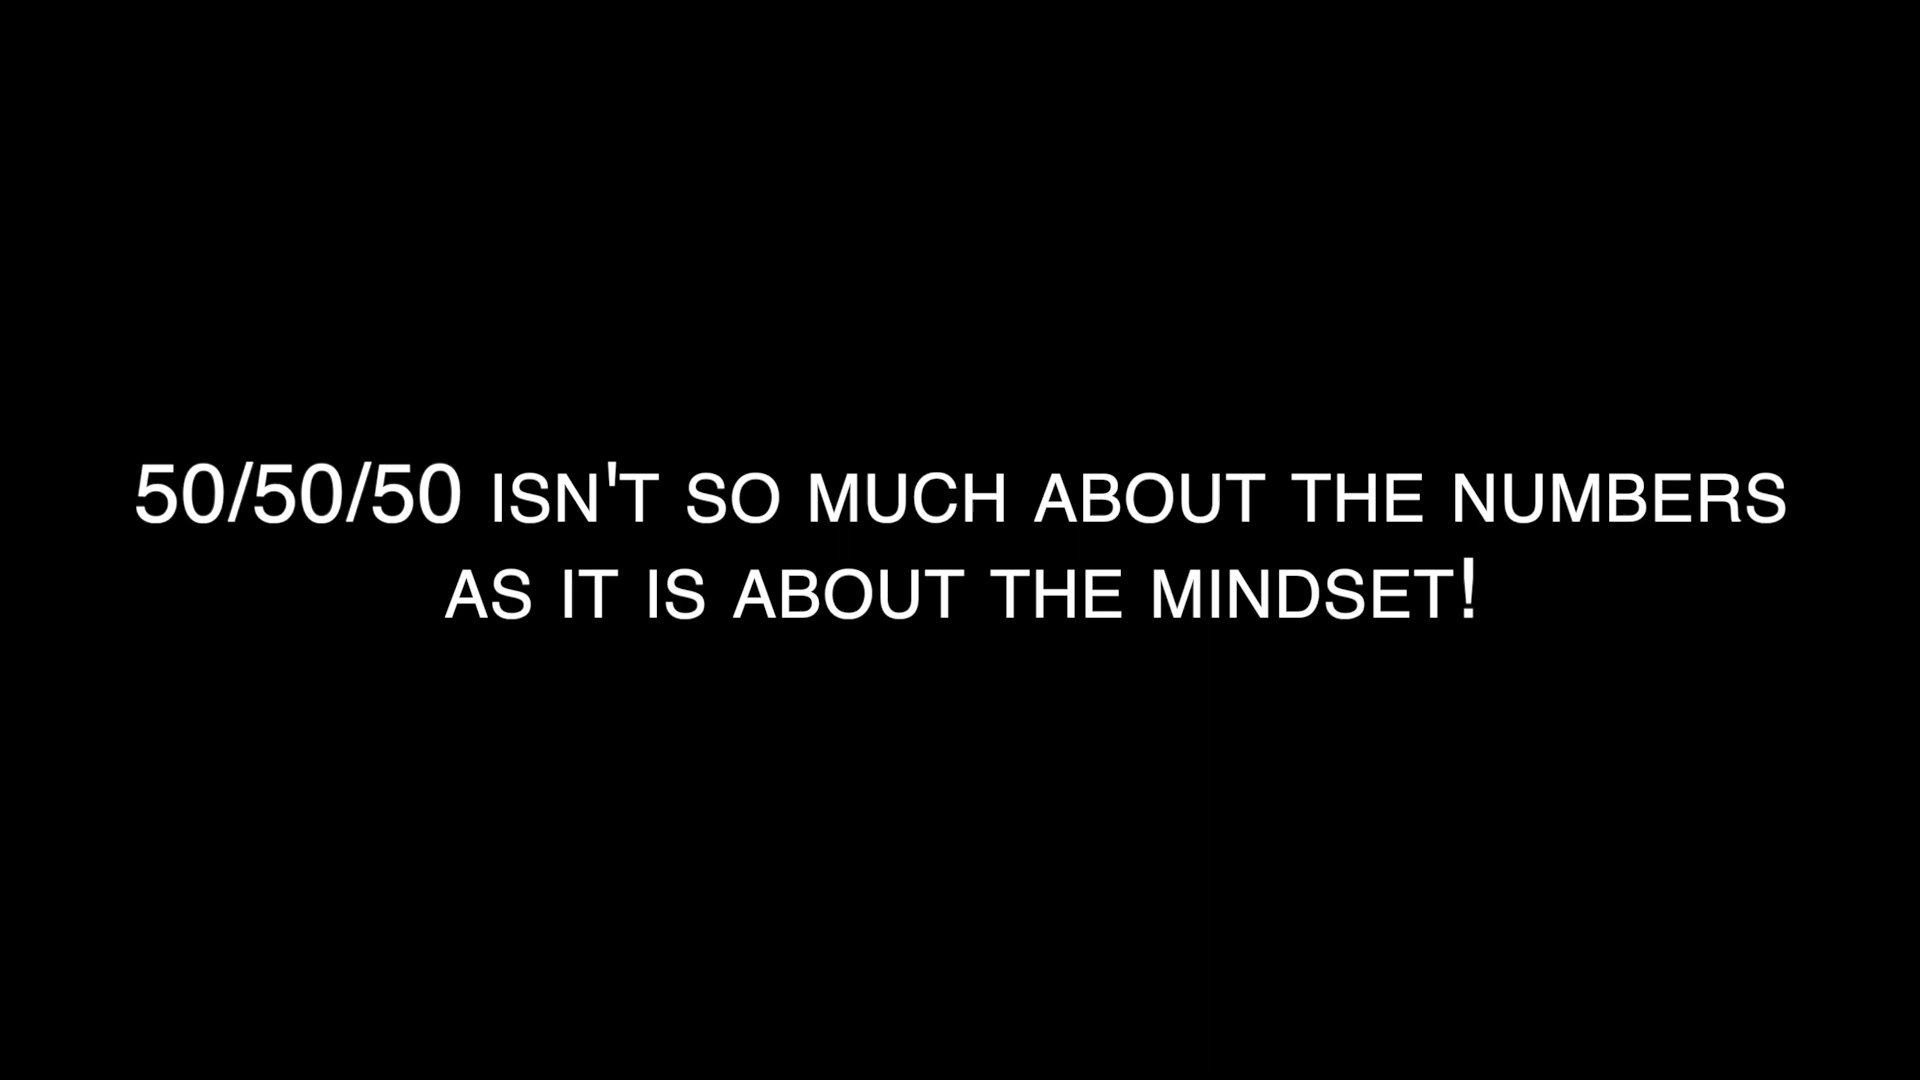 50/50/50 ISN'T SO MUCH ABOUT THE NUMBERS
AS IT IS ABOUT THE MINDSET!